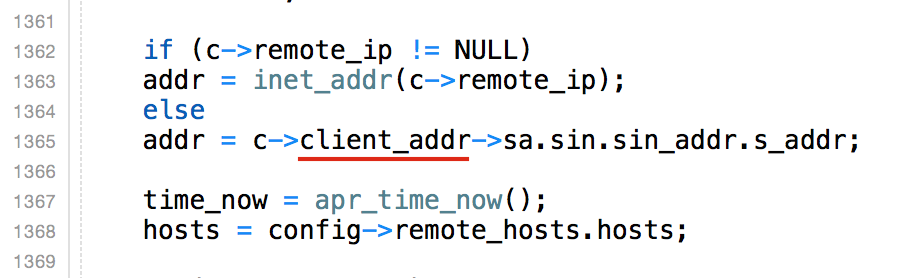 1361
1362 if (c->remote_ip != NULL)
1363 addr = inet_addr(c->remote_ip);
1364 else
1365 addr = c->client_addr->sa.sin.sin_addr.s_addr;
1366
1367 time_now = apr_time_now();
1368 hosts = config->remote_hosts.hosts;
1369